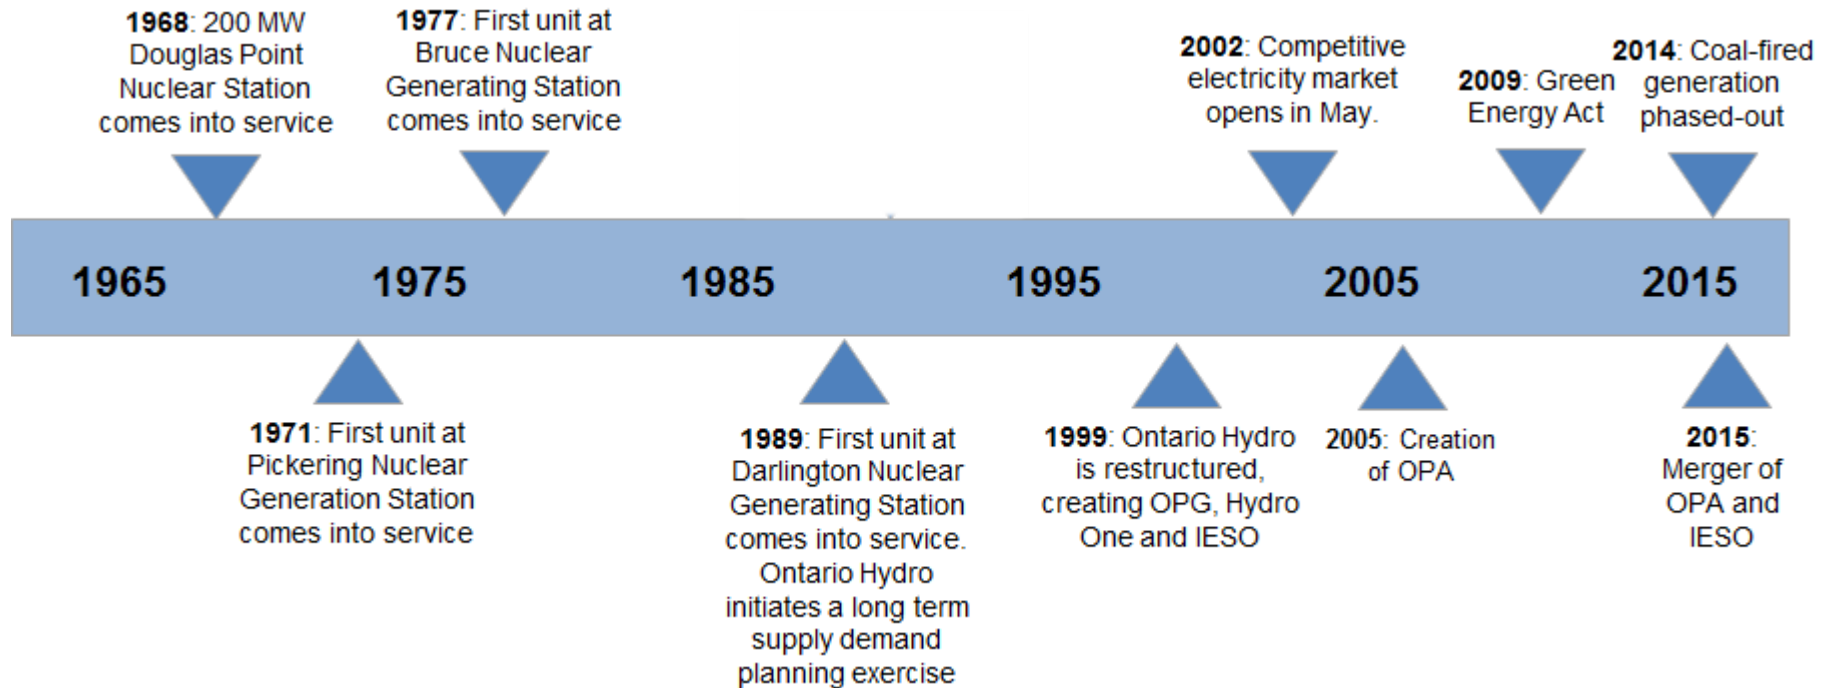 1968: 200 MW
Douglas Point
Nuclear Station
comes into service
1977: First unit at
Bruce Nuclear
Generating Station
comes into service
2002: Competitive
electricity market
opens in May.
2009: Green
Energy Act
2014: Coal-fired
generation
phased-out
1965
1975
1985
1995
2005
2015
1971: First unit at
Pickering Nuclear
Generation Station
comes into service
1989: First unit at
Darlington Nuclear
Generating Station
comes into service.
Ontario Hydro
initiates a long term
supply demand
planning exercise
1999: Ontario Hydro
is restructured,
creating OPG, Hydro
One and IESO
2005: Creation
of OPA
2015:
Merger of
OPA and
IESO